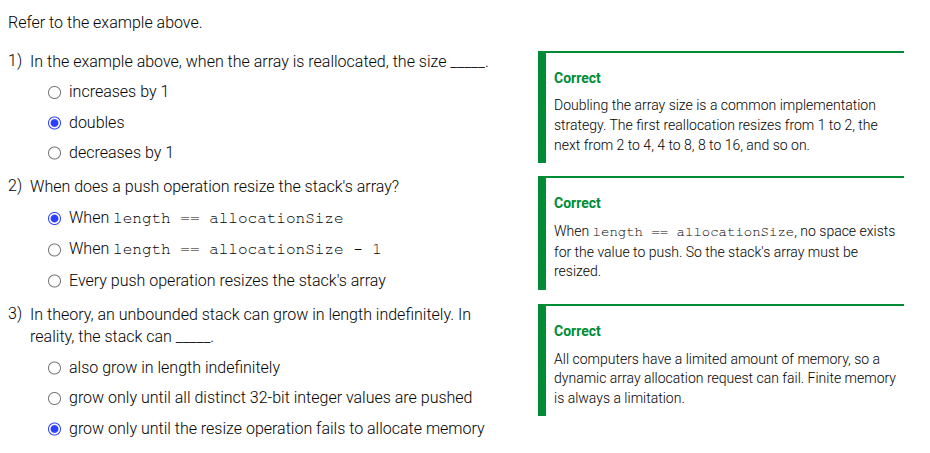 Refer to the example above.
1) In the example above, when the array is reallocated, the size _____.
increases by 1
doubles
decreases by 1
Correct
Doubling the array size is a common implementation
strategy. The first reallocation resizes from 1 to 2, the
next from 2 to 4, 4 to 8, 8 to 16, and so on.
2) When does a push operation resize the stack's array?
When length == allocationSize
When length == allocationSize - 1
Every push operation resizes the stack's array
Correct
When length == allocationSize, no space exists
for the value to push. So the stack's array must be
resized.
3) In theory, an unbounded stack can grow in length indefinitely. In
reality, the stack can _____.
also grow in length indefinitely
grow only until all distinct 32-bit integer values are pushed
grow only until the resize operation fails to allocate memory
Correct
All computers have a limited amount of memory, so a
dynamic array allocation request can fail. Finite memory
is always a limitation.